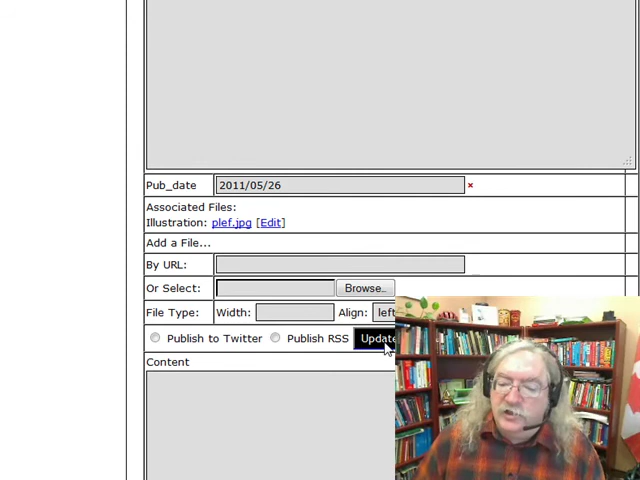 Pub_date 2011/05/26 ×
Associated Files:
Illustration: plef.jpg [Edit]
Add a File...
By URL:
Or Select: Browse..
File Type: Width: Align: left
Publish to Twitter Publish RSS Update
Content